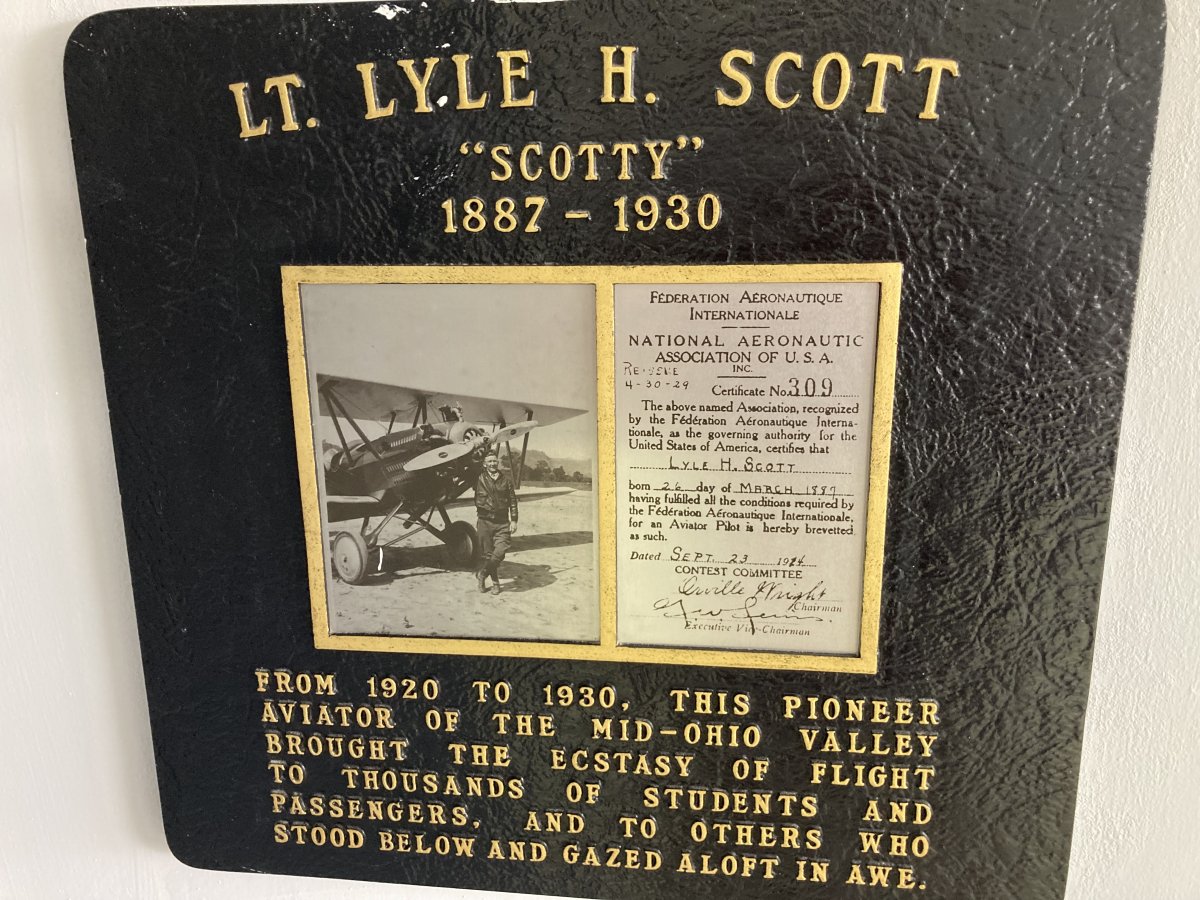 LT. LYLE H. SCOTT
"SCOTTY"
1887 - 1930
FÉDERATION AÉRONAUTIQUE
INTERNATIONALE
NATIONAL AERONAUTIC
ASSOCIATION OF U. S. A.
INC.
4-30-29
Certificate No. 309
The above named Association, recognized
by the Fédération Aéronautique Interna-
tionale, as the governing authority for the
United States of America, certifies that
LYLE H. SCOTT
born 26 day of MARCH 1887
having fulfilled all the conditions required by
the Fédération Aéronautique Internationale,
for an Aviator Pilot is hereby brevetted
as such.
Dated SEPT. 23 19
CONTEST COMMITTEE
Orville Wright
Chairman
Executive Vice-Chairman
FROM 1920 TO 1930, THIS PIONEER
AVIATOR OF THE MID-OHIO VALLEY
BROUGHT THE ECSTASY OF FLIGHT
TO THOUSANDS OF STUDENTS AND
PASSENGERS, AND TO OTHERS WHO
STOOD BELOW AND GAZED ALOFT IN AWE.